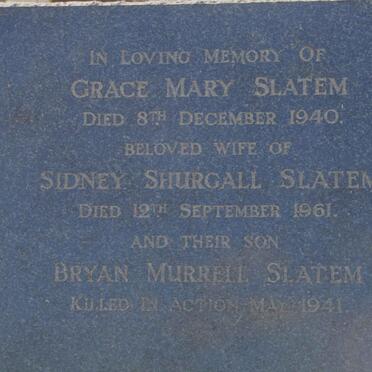 In Loving Memory Of
Grace Mary Slatem
Died 8th December 1940.
Beloved Wife Of
Sidney Shurgall Slatem
Died 12th September 1961.
And Their Son
Bryan Murrell Slatem
Killed In Action May 1941.